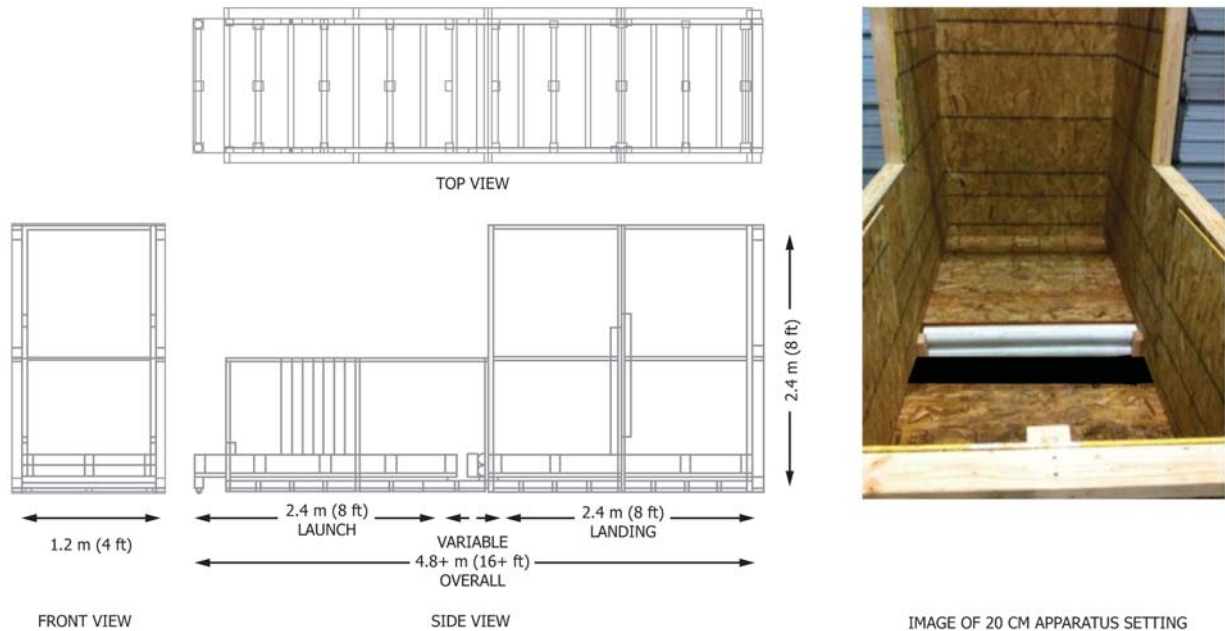 TOP VIEW
2.4 m (8 ft)
2.4 m (8 ft)
LAUNCH
2.4 m (8 ft)
LANDING
1.2 m (4 ft)
VARIABLE
4.8+ m (16+ ft)
OVERALL
FRONT VIEW
SIDE VIEW
IMAGE OF 20 CM APPARATUS SETTING